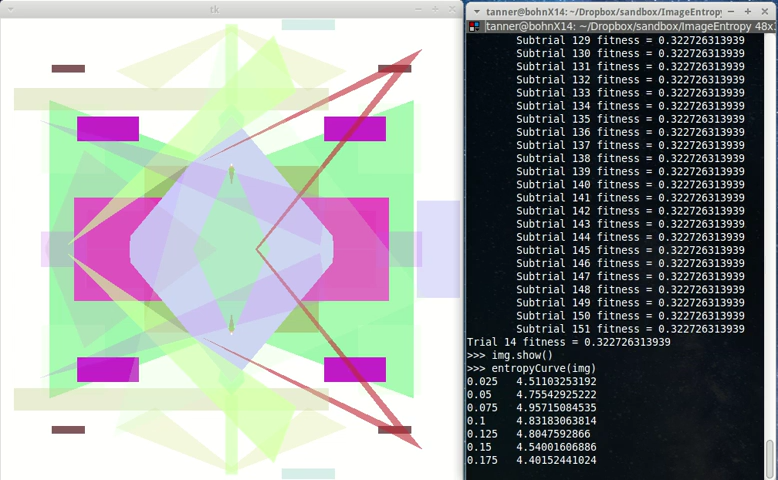 tk
tanner@bohnX14: ~/Dropbox/sandbox/ImageEntropy
tanner@bohnX14: ~/Dropbox/sandbox/ImageEntropy 48x
Subtrial 129 fitness = 0.322726313939
Subtrial 130 fitness = 0.322726313939
Subtrial 131 fitness = 0.322726313939
Subtrial 132 fitness = 0.322726313939
Subtrial 133 fitness = 0.322726313939
Subtrial 134 fitness = 0.322726313939
Subtrial 135 fitness = 0.322726313939
Subtrial 136 fitness = 0.322726313939
Subtrial 137 fitness = 0.322726313939
Subtrial 138 fitness = 0.322726313939
Subtrial 139 fitness = 0.322726313939
Subtrial 140 fitness = 0.322726313939
Subtrial 141 fitness = 0.322726313939
Subtrial 142 fitness = 0.322726313939
Subtrial 143 fitness = 0.322726313939
Subtrial 144 fitness = 0.322726313939
Subtrial 145 fitness = 0.322726313939
Subtrial 146 fitness = 0.322726313939
Subtrial 147 fitness = 0.322726313939
Subtrial 148 fitness = 0.322726313939
Subtrial 149 fitness = 0.322726313939
Subtrial 150 fitness = 0.322726313939
Subtrial 151 fitness = 0.322726313939
Trial 14 fitness = 0.322726313939
>>> img.show()
>>> entropyCurve(img)
0.025 4.51103253192
0.05 4.75542925222
0.075 4.95715084535
0.1 4.83183063814
0.125 4.8047592866
0.15 4.54001606886
0.175 4.40152441024